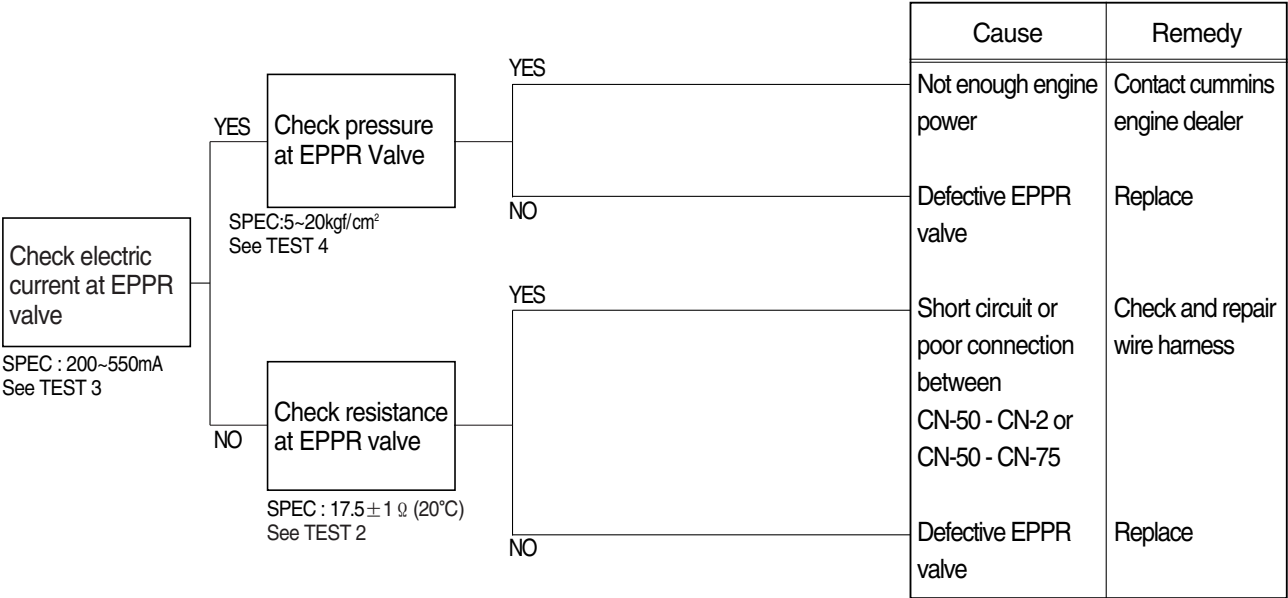 Check electric
current at EPPR
valve
SPEC : 200~550mA
See TEST 3
YES
Check pressure
at EPPR Valve
SPEC:5~20kgf/cm²
See TEST 4
NO
Check resistance
at EPPR valve
SPEC : 17.5±1 Ω (20°C)
See TEST 2
YES
NO
YES
NO
Cause
Remedy
Not enough engine
power
Contact cummins
engine dealer
Defective EPPR
valve
Replace
Short circuit or
poor connection
between
CN-50 - CN-2 or
CN-50 - CN-75
Check and repair
wire harness
Defective EPPR
valve
Replace